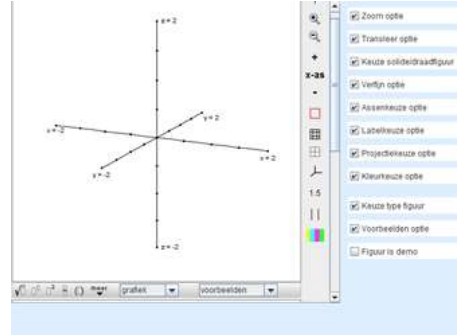 z = 2
Zoom optie
Transleer optie
Keuze solide/draadfiguur
x-as
y = 2
Verfijn optie
x = -2
Assenkeuze optie
Labelkeuze optie
x = 2
Projectiekeuze optie
y = -2
Kleurkeuze optie
1.5
Keuze type figuur
Voorbeelden optie
z = -2
Figuur is demo
meer
grafiek
voorbeelden